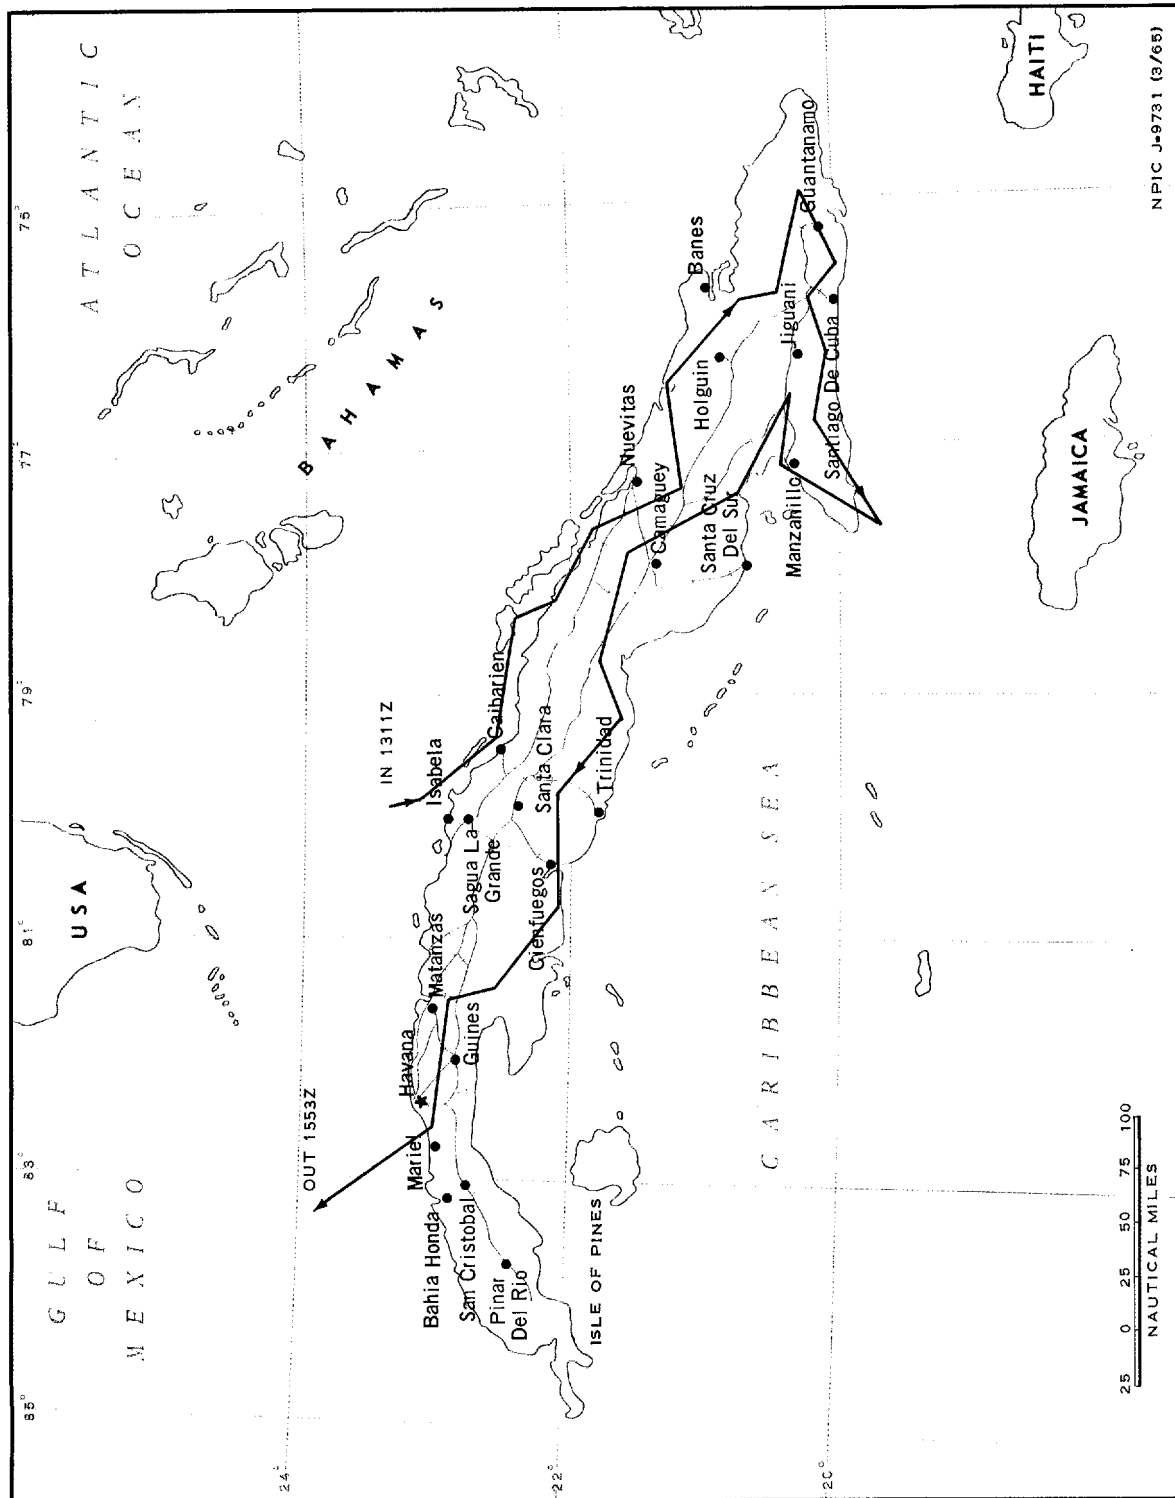 GULF
OF
MEXICO
USA
ATLANTIC
OCEAN
BAHAMAS
85°
83°
81°
79°
77°
75°
24°
22°
20°
OUT 1553Z
IN 1311Z
Havana
Mariel
Bahia Honda
San Cristobal
Pinar
Del Rio
Matanzas
Guines
Isabela
Sagua La
Grande
Caibarien
Santa Clara
Cienfuegos
Trinidad
Nuevitas
Camaguey
Santa Cruz
Del Sur
Banes
Holguin
Jiguani
Manzanillo
Santiago De Cuba
Guantanamo
ISLE OF PINES
CARIBBEAN SEA
JAMAICA
HAITI
25 0 25 50 75 100
NAUTICAL MILES
NPIC J-9731 (3/65)